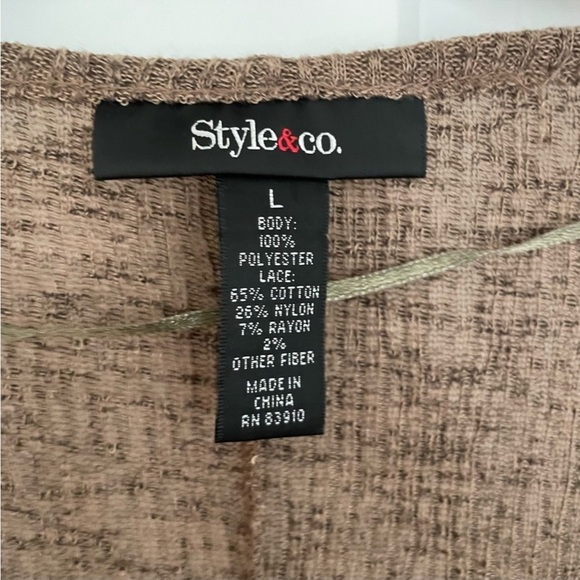 Style&co.
L
BODY:
100%
POLYESTER
LACE:
65% COTTON
26% NYLON
7% RAYON
2%
OTHER FIBER
MADE IN
CHINA
RN 83910